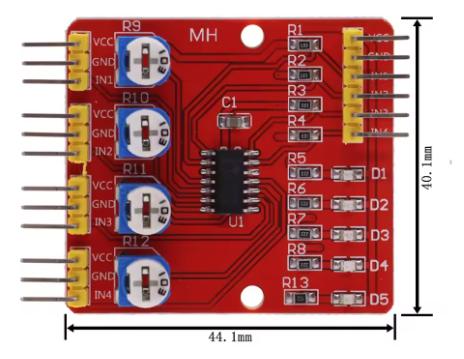 R9
MH
VCC
GND
IN1
R10
VCC
GND
IN2
R11
VCC
GND
IN3
R12
VCC
GND
IN4
C1
U1
R1
R2
R3
R4
R5
R6
R7
R8
R13
D1
D2
D3
D4
D5
VCC
GND
IN4
40.1mm
44.1mm